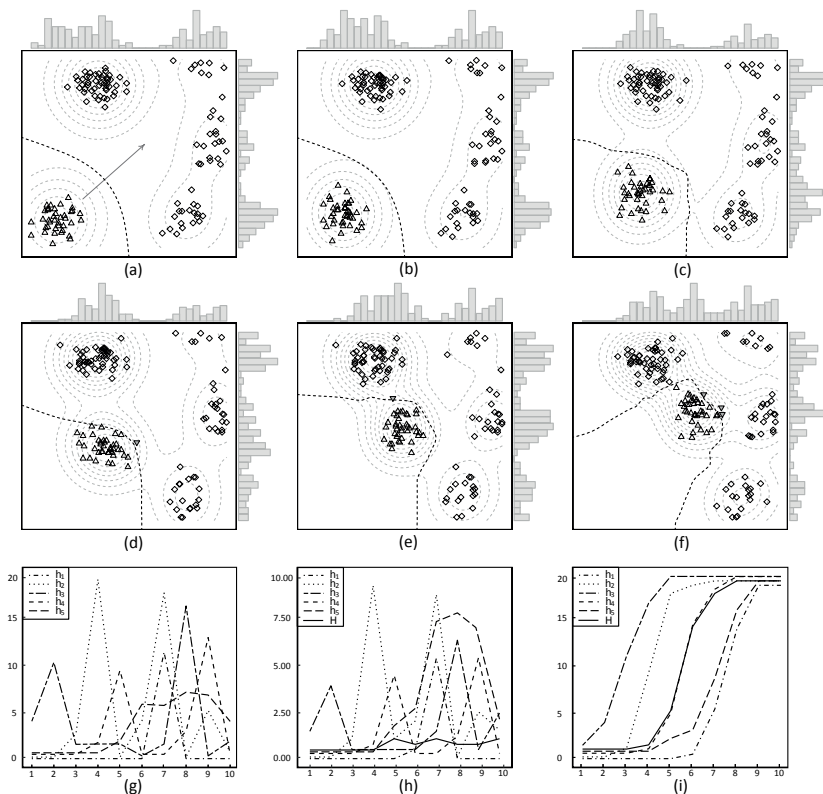 (a) (b) (c)
(d) (e) (f)
h1
h2
h3
h4
h5
20
15
10
5
0
1 2 3 4 5 6 7 8 9 10
(g)
h1
h2
h3
h4
h5
H
10.00
7.50
5.00
2.50
0.00
1 2 3 4 5 6 7 8 9 10
(h)
h1
h2
h3
h4
h5
H
20
15
10
5
0
1 2 3 4 5 6 7 8 9 10
(i)